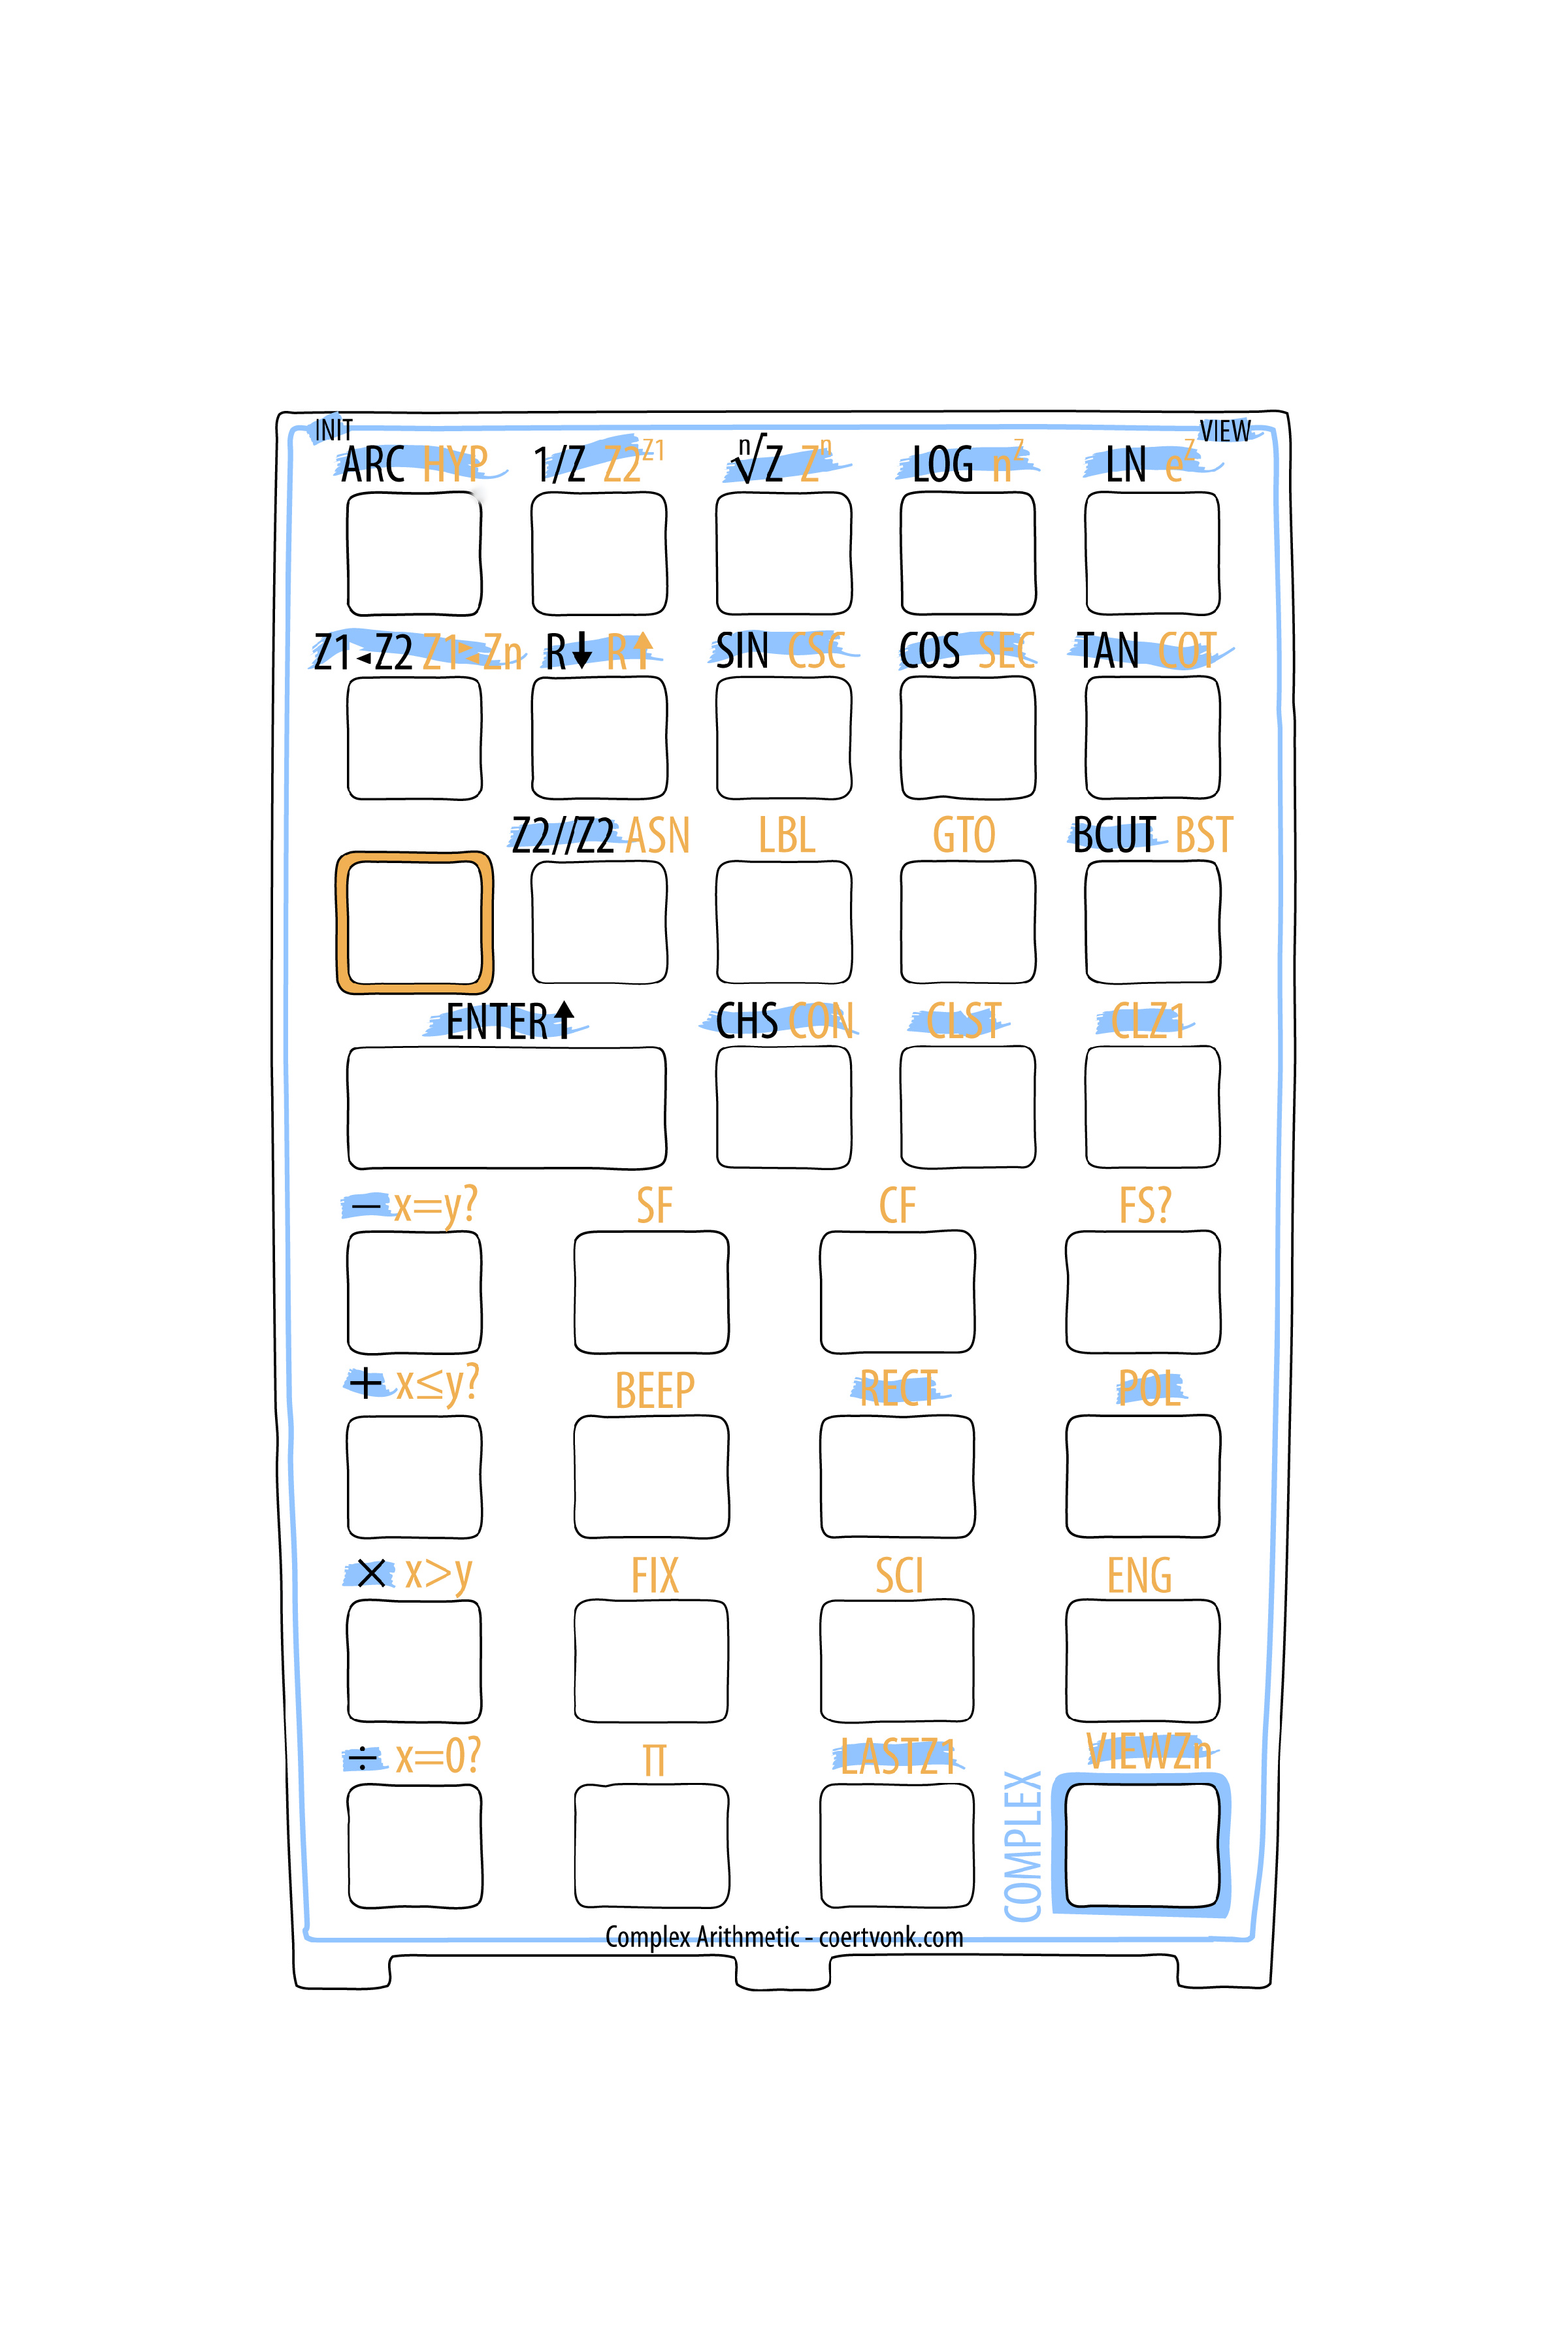 INIT VIEW
ARC HYP 1/Z Z2^Z1 ⁿ√Z Zⁿ LOG n^Z LN e^Z
Z1◄Z2 Z1►◄Zn R↓ R↑ SIN CSC COS SEC TAN COT
Z2//Z2 ASN LBL GTO BCUT BST
ENTER↑ CHS CON CLST CLZ1
− x=y? SF CF FS?
+ x≤y? BEEP RECT POL
× x>y FIX SCI ENG
÷ x=0? π LASTZ1 VIEWZn
COMPLEX
Complex Arithmetic - coertvonk.com